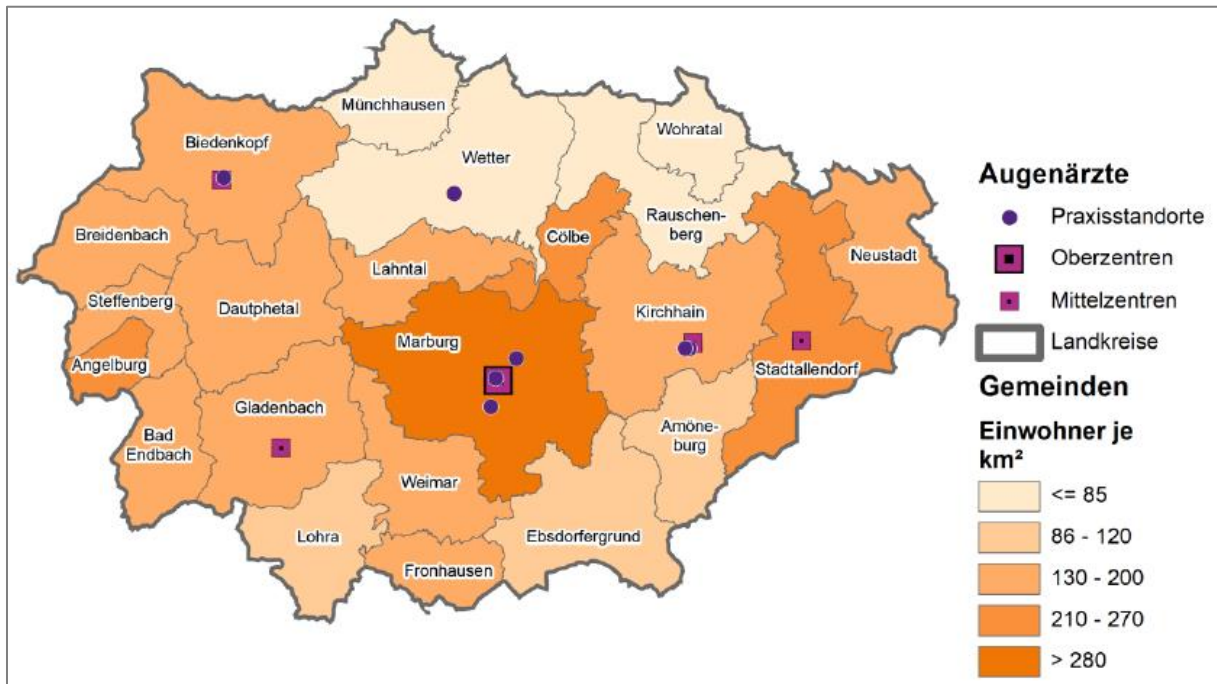 Münchhausen
Biedenkopf
Wetter
Wohratal
Breidenbach
Rauschen-
berg
Cölbe
Neustadt
Lahntal
Steffenberg
Dautphetal
Kirchhain
Marburg
Angelburg
Stadtallendorf
Gladenbach
Bad
Endbach
Amöne-
burg
Weimar
Lohra
Ebsdorfergrund
Fronhausen
Augenärzte
Praxisstandorte
Oberzentren
Mittelzentren
Landkreise
Gemeinden
Einwohner je
km²
<= 85
86 - 120
130 - 200
210 - 270
> 280